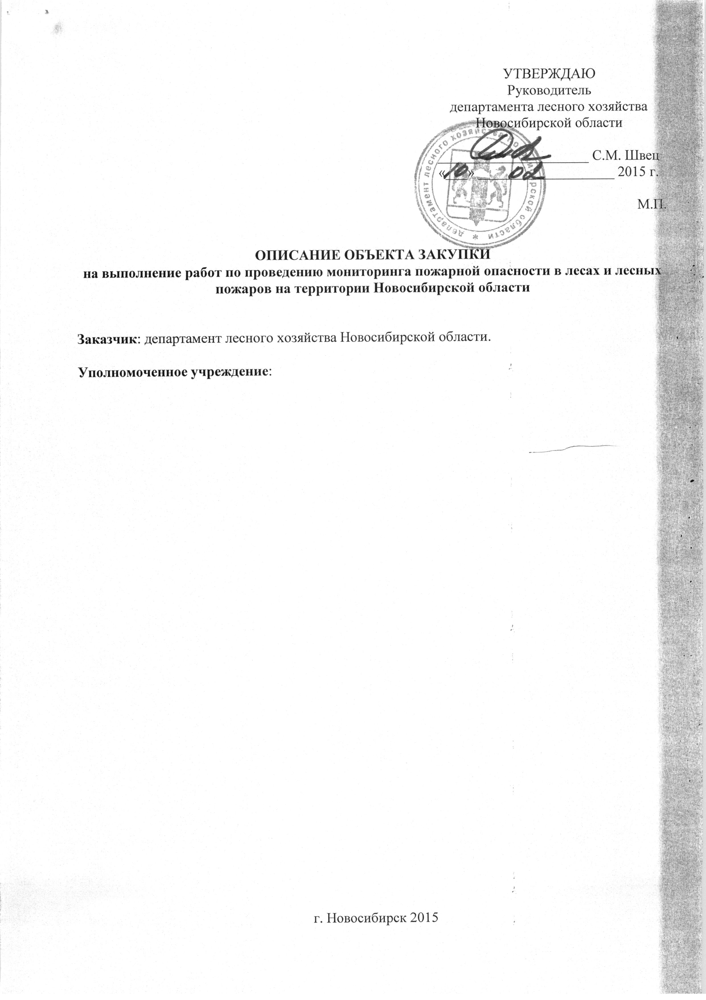 УТВЕРЖДАЮ
Руководитель
департамента лесного хозяйства
Новосибирской области
С.М. Швец
«10» 02 2015 г.
М.П.
департамент лесного хозяйства Новосибирской области *
ОПИСАНИЕ ОБЪЕКТА ЗАКУПКИ
на выполнение работ по проведению мониторинга пожарной опасности в лесах и лесных
пожаров на территории Новосибирской области
Заказчик: департамент лесного хозяйства Новосибирской области.
Уполномоченное учреждение:
г. Новосибирск 2015